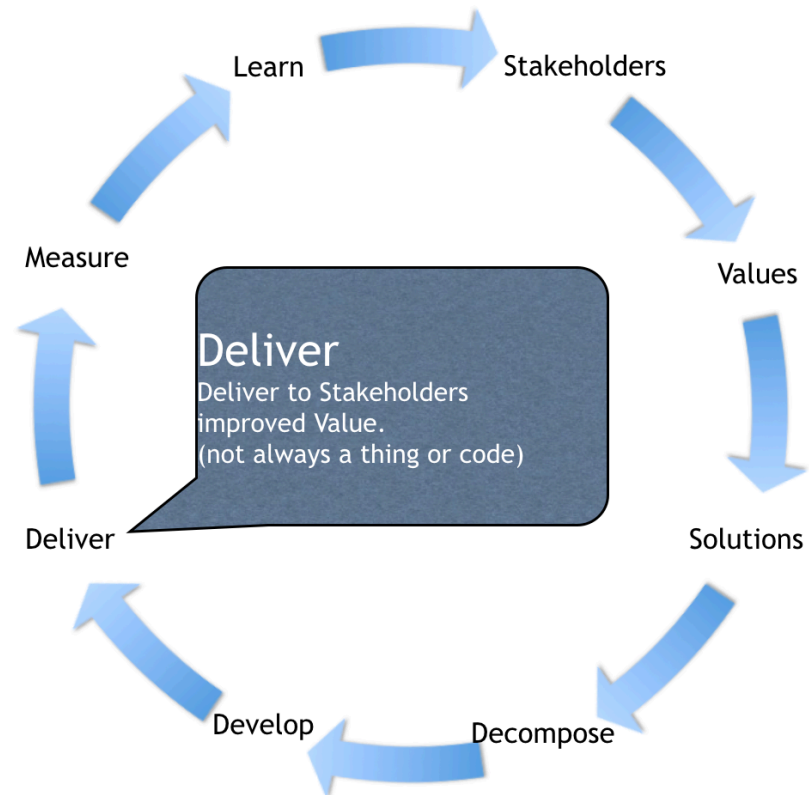 Learn
Stakeholders
Measure
Values
Deliver
Deliver to Stakeholders
improved Value.
(not always a thing or code)
Deliver
Solutions
Develop
Decompose